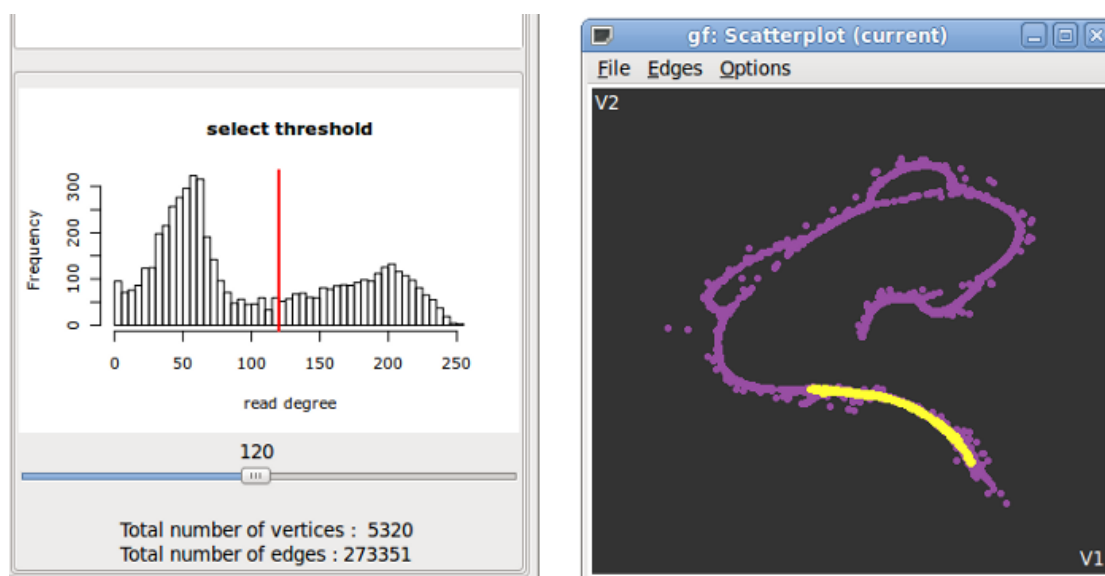 select threshold
Frequency
300
200
100
0
0 50 100 150 200 250
read degree
120
Total number of vertices : 5320
Total number of edges : 273351
gf: Scatterplot (current)
File Edges Options
V2
V1